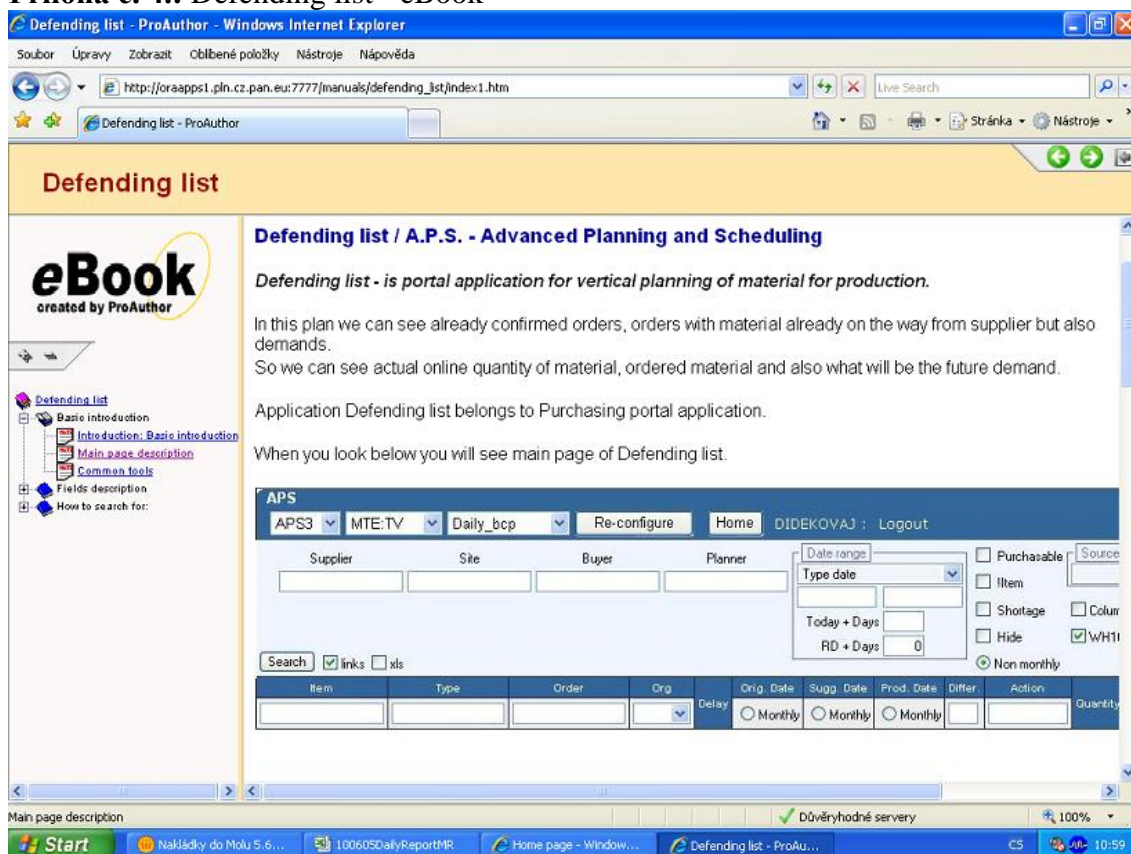 Defending list - eBook
Defending list - ProAuthor - Windows Internet Explorer
Soubor Úpravy Zobrazit Oblíbené položky Nástroje Nápověda
http://oraapps1.pln.cz.pan.eu:7777/manuals/defending_list/index1.htm
Live Search
Defending list - ProAuthor
Stránka
Nástroje
Defending list
eBook
created by ProAuthor
Defending list
Basic introduction
Introduction: Basic introduction
Main page description
Common tools
Fields description
How to search for:
Defending list / A.P.S. - Advanced Planning and Scheduling
Defending list - is portal application for vertical planning of material for production.
In this plan we can see already confirmed orders, orders with material already on the way from supplier but also
demands.
So we can see actual online quantity of material, ordered material and also what will be the future demand.
Application Defending list belongs to Purchasing portal application.
When you look below you will see main page of Defending list.
APS
APS3 MTE:TV Daily_bcp Re-configure Home DIDEKOVAJ : Logout
Supplier Site Buyer Planner
Date range
Type date
Today + Days
RD + Days 0
Purchasable
!Item
Shortage
Hide
Non monthly
Source
Colum
WH1
Search links xls
Item Type Order Org Delay Orig. Date Sugg. Date Prod. Date Differ. Action Quantity
Monthly Monthly Monthly
Main page description
Důvěryhodné servery
100%
Start
Nakládky do Molu 5.6...
100605DailyReportMR
Home page - Window...
Defending list - ProAu...
CS
10:59